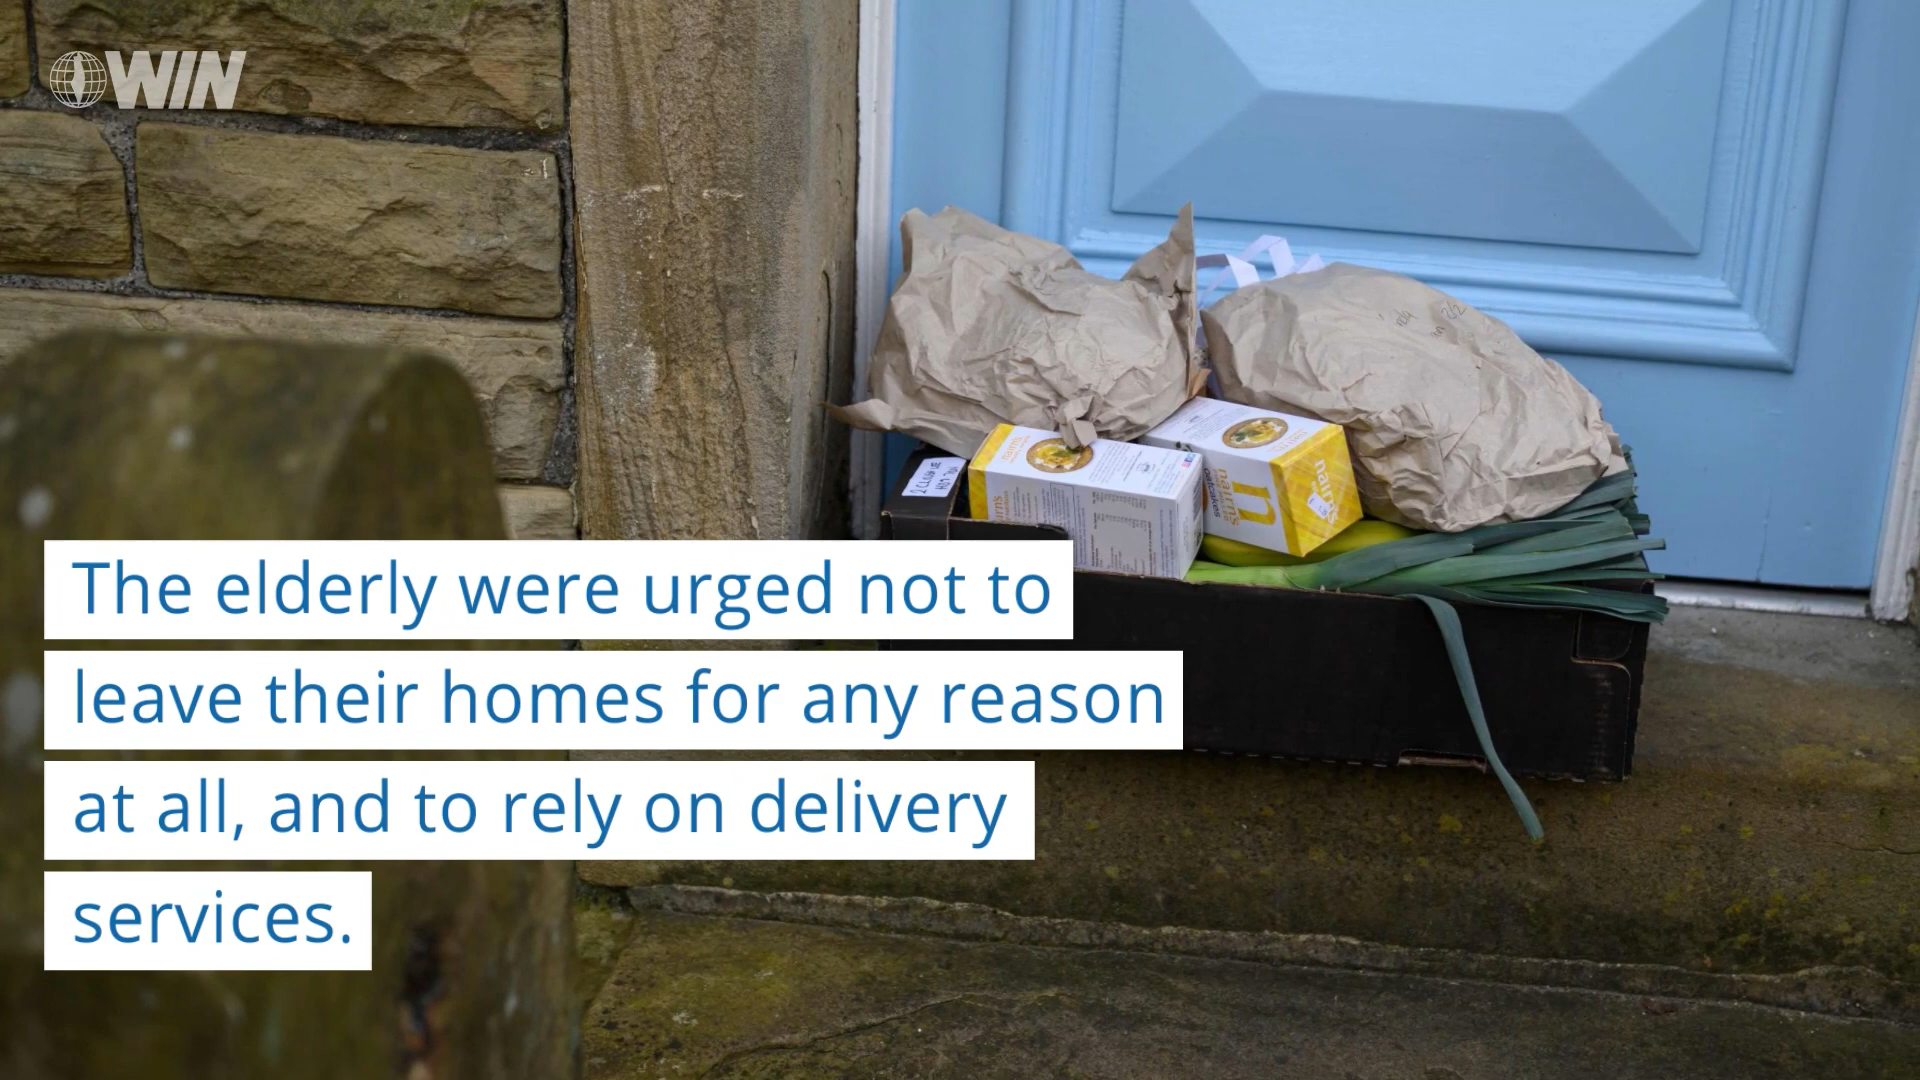 WIN
The elderly were urged not to
leave their homes for any reason
at all, and to rely on delivery
services.
nairn's
oatcakes
n
nairn's